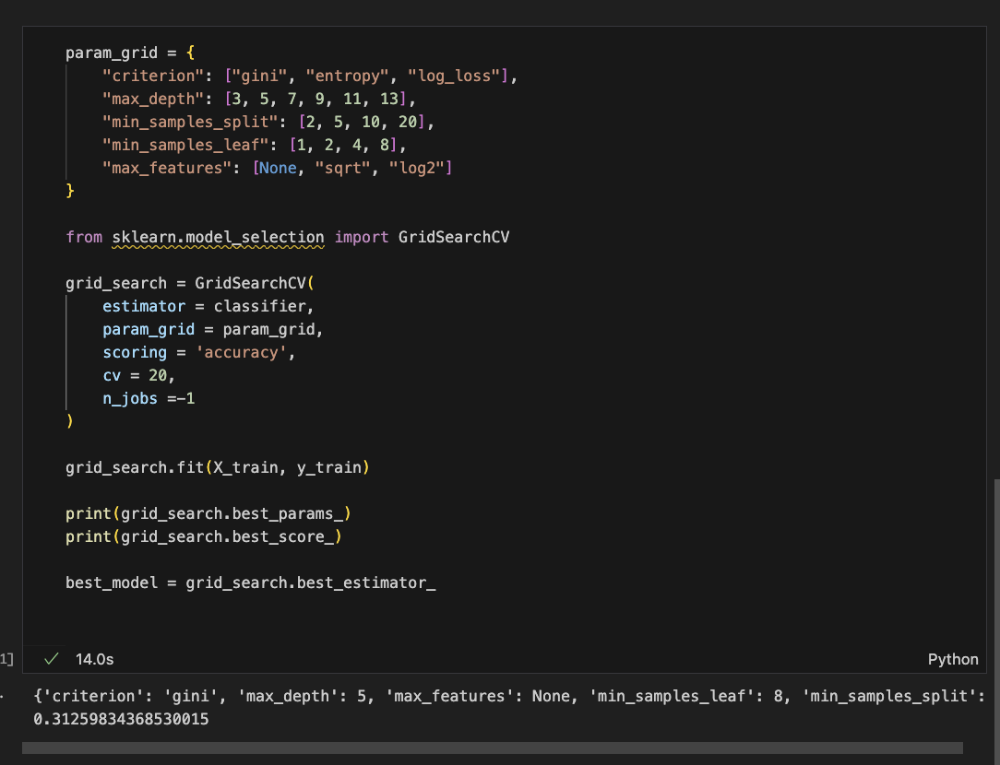 param_grid = {
    "criterion": ["gini", "entropy", "log_loss"],
    "max_depth": [3, 5, 7, 9, 11, 13],
    "min_samples_split": [2, 5, 10, 20],
    "min_samples_leaf": [1, 2, 4, 8],
    "max_features": [None, "sqrt", "log2"]
}
from sklearn.model_selection import GridSearchCV
grid_search = GridSearchCV(
    estimator = classifier,
    param_grid = param_grid,
    scoring = 'accuracy',
    cv = 20,
    n_jobs =-1
)
grid_search.fit(X_train, y_train)
print(grid_search.best_params_)
print(grid_search.best_score_)
best_model = grid_search.best_estimator_
1] 14.0s Python
{'criterion': 'gini', 'max_depth': 5, 'max_features': None, 'min_samples_leaf': 8, 'min_samples_split':
0.31259834368530015